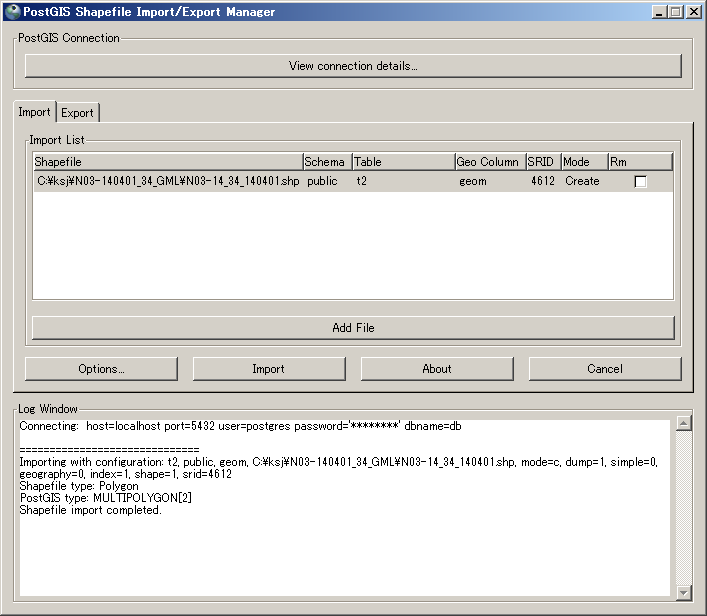 PostGIS Shapefile Import/Export Manager
PostGIS Connection
View connection details...
Import Export
Import List
Shapefile Schema Table Geo Column SRID Mode Rm
C:¥ksj¥N03-140401_34_GML¥N03-14_34_140401.shp public t2 geom 4612 Create
Add File
Options... Import About Cancel
Log Window
Connecting: host=localhost port=5432 user=postgres password='********' dbname=db
==============================
Importing with configuration: t2, public, geom, C:¥ksj¥N03-140401_34_GML¥N03-14_34_140401.shp, mode=c, dump=1, simple=0,
geography=0, index=1, shape=1, srid=4612
Shapefile type: Polygon
PostGIS type: MULTIPOLYGON[2]
Shapefile import completed.